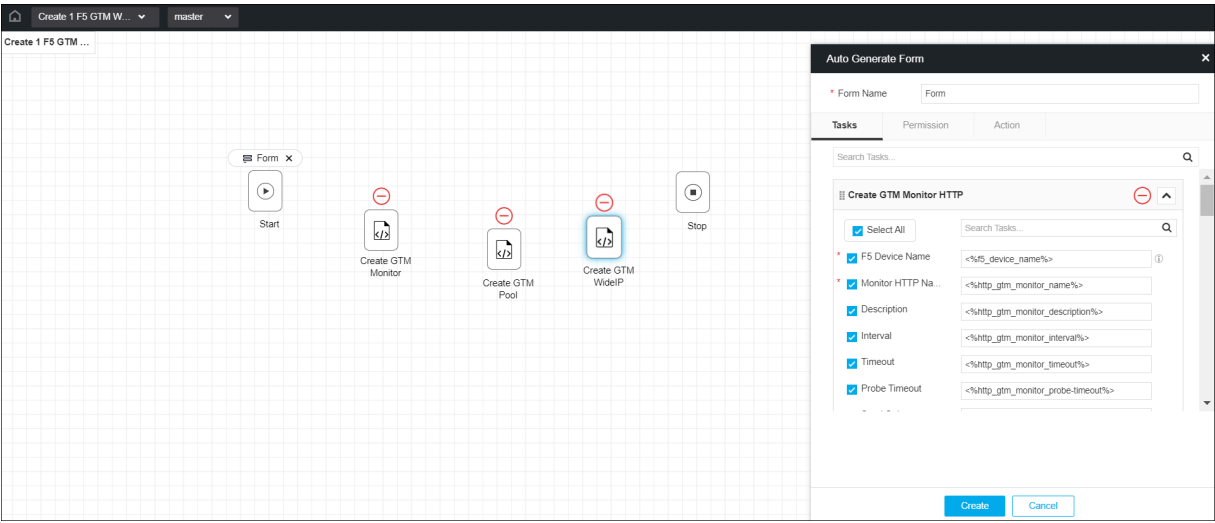 Create 1 F5 GTM W... master
Create 1 F5 GTM ...
Form
Start
Create GTM
Monitor
Create GTM
Pool
Create GTM
WideIP
Stop
Auto Generate Form
* Form Name Form
Tasks Permission Action
Search Tasks...
Create GTM Monitor HTTP
Select All Search Tasks...
* F5 Device Name <%f5_device_name%>
* Monitor HTTP Na... <%http_gtm_monitor_name%>
Description <%http_gtm_monitor_description%>
Interval <%http_gtm_monitor_interval%>
Timeout <%http_gtm_monitor_timeout%>
Probe Timeout <%http_gtm_monitor_probe-timeout%>
Create Cancel